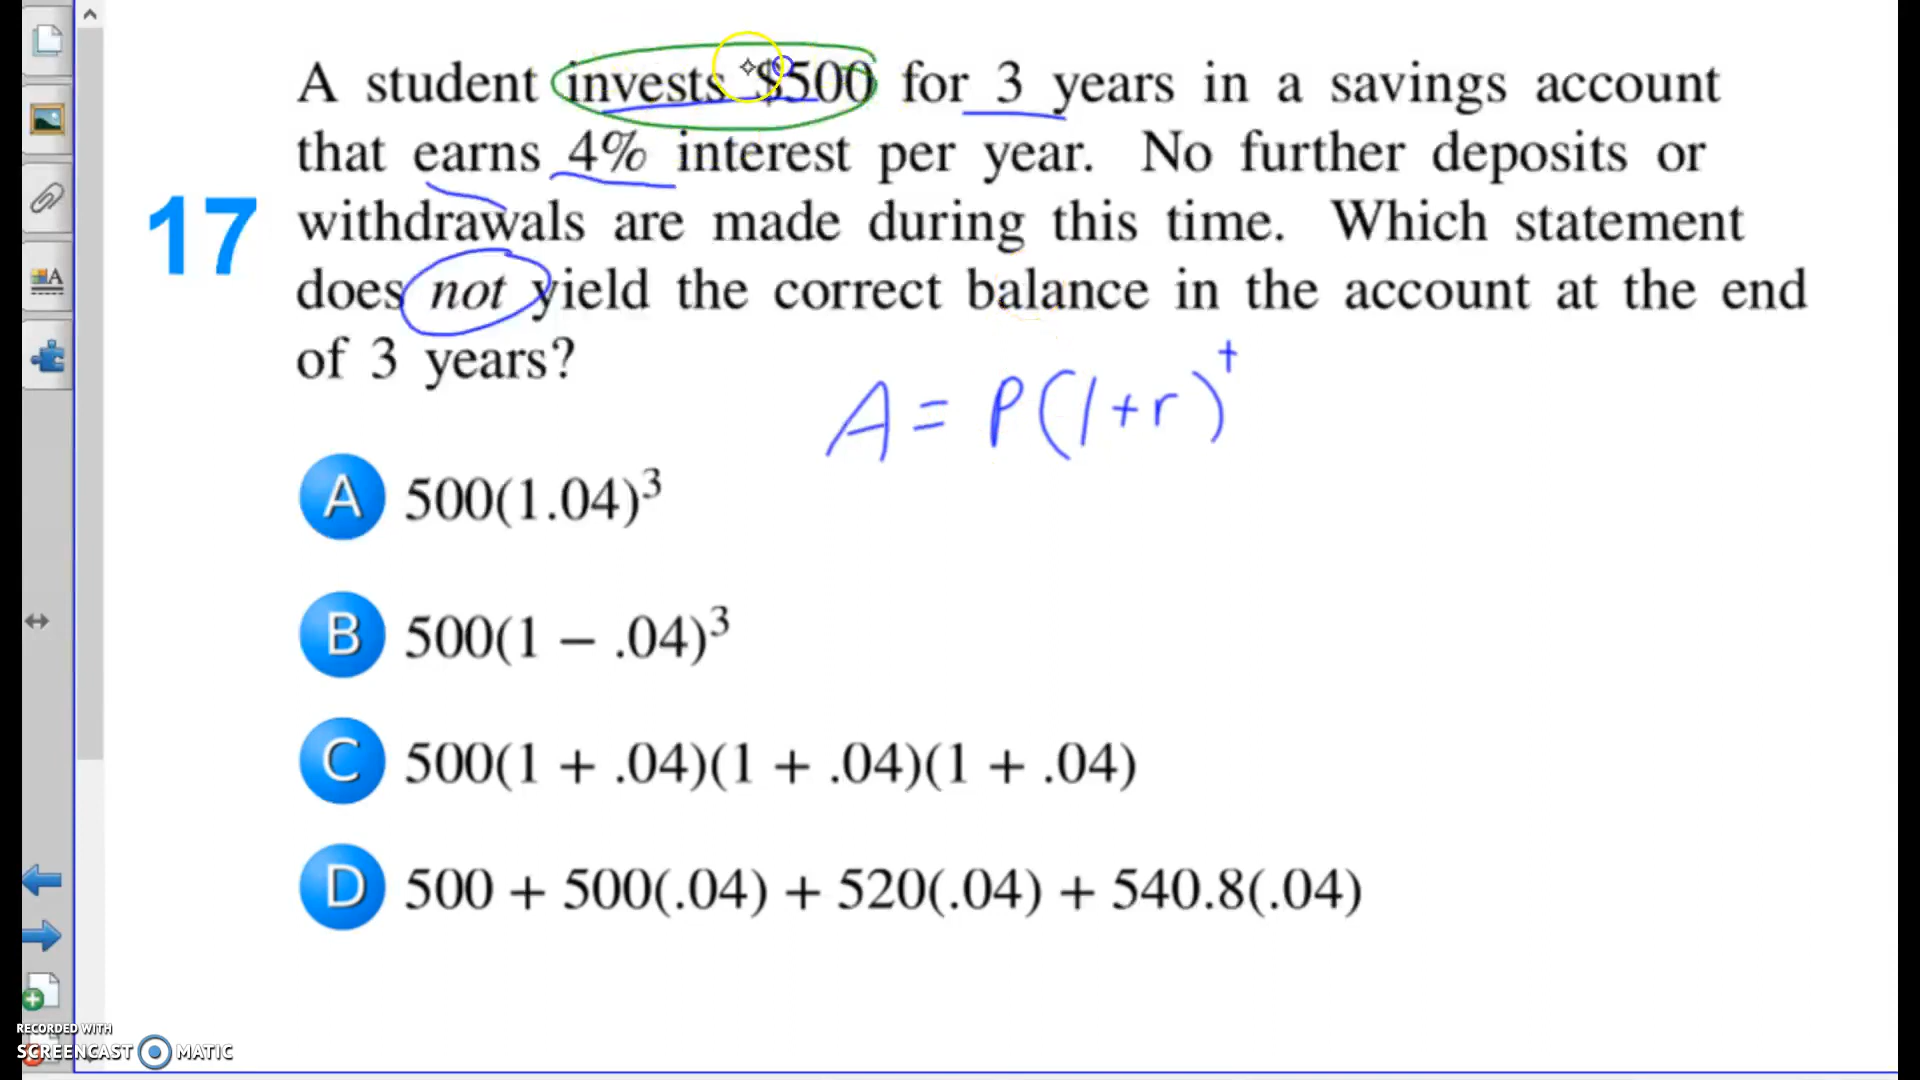 A student invests $500 for 3 years in a savings account
that earns 4% interest per year. No further deposits or
17
withdrawals are made during this time. Which statement
does not yield the correct balance in the account at the end
of 3 years?
A = P(1+r)^t
A 500(1.04)³
B 500(1 − .04)³
C 500(1 + .04)(1 + .04)(1 + .04)
D 500 + 500(.04) + 520(.04) + 540.8(.04)
RECORDED WITH
SCREENCAST MATIC